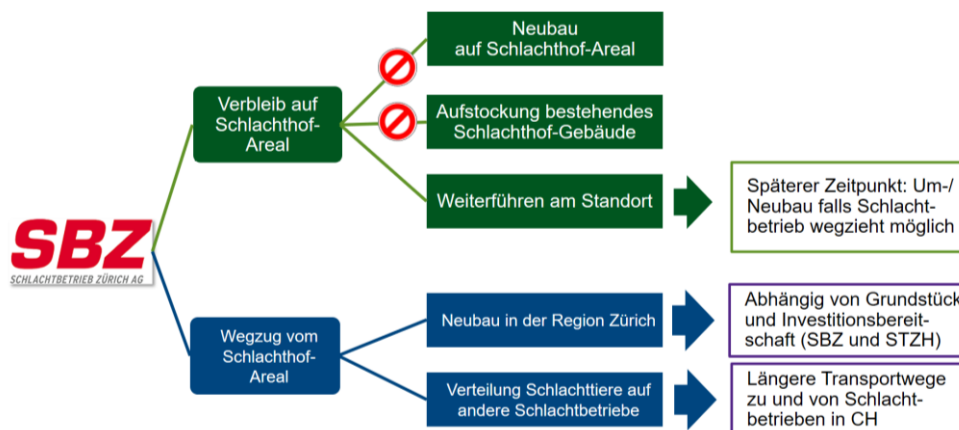 Neubau
auf Schlachthof-Areal
Verbleib auf
Schlachthof-
Areal
Aufstockung bestehendes
Schlachthof-Gebäude
Weiterführen am Standort
Späterer Zeitpunkt: Um-/
Neubau falls Schlacht-
betrieb wegzieht möglich
SBZ
SCHLACHTBETRIEB ZÜRICH AG
Wegzug vom
Schlachthof-
Areal
Neubau in der Region Zürich
Abhängig von Grundstück
und Investitionsbereit-
schaft (SBZ und STZH)
Verteilung Schlachttiere auf
andere Schlachtbetriebe
Längere Transportwege
zu und von Schlacht-
betrieben in CH